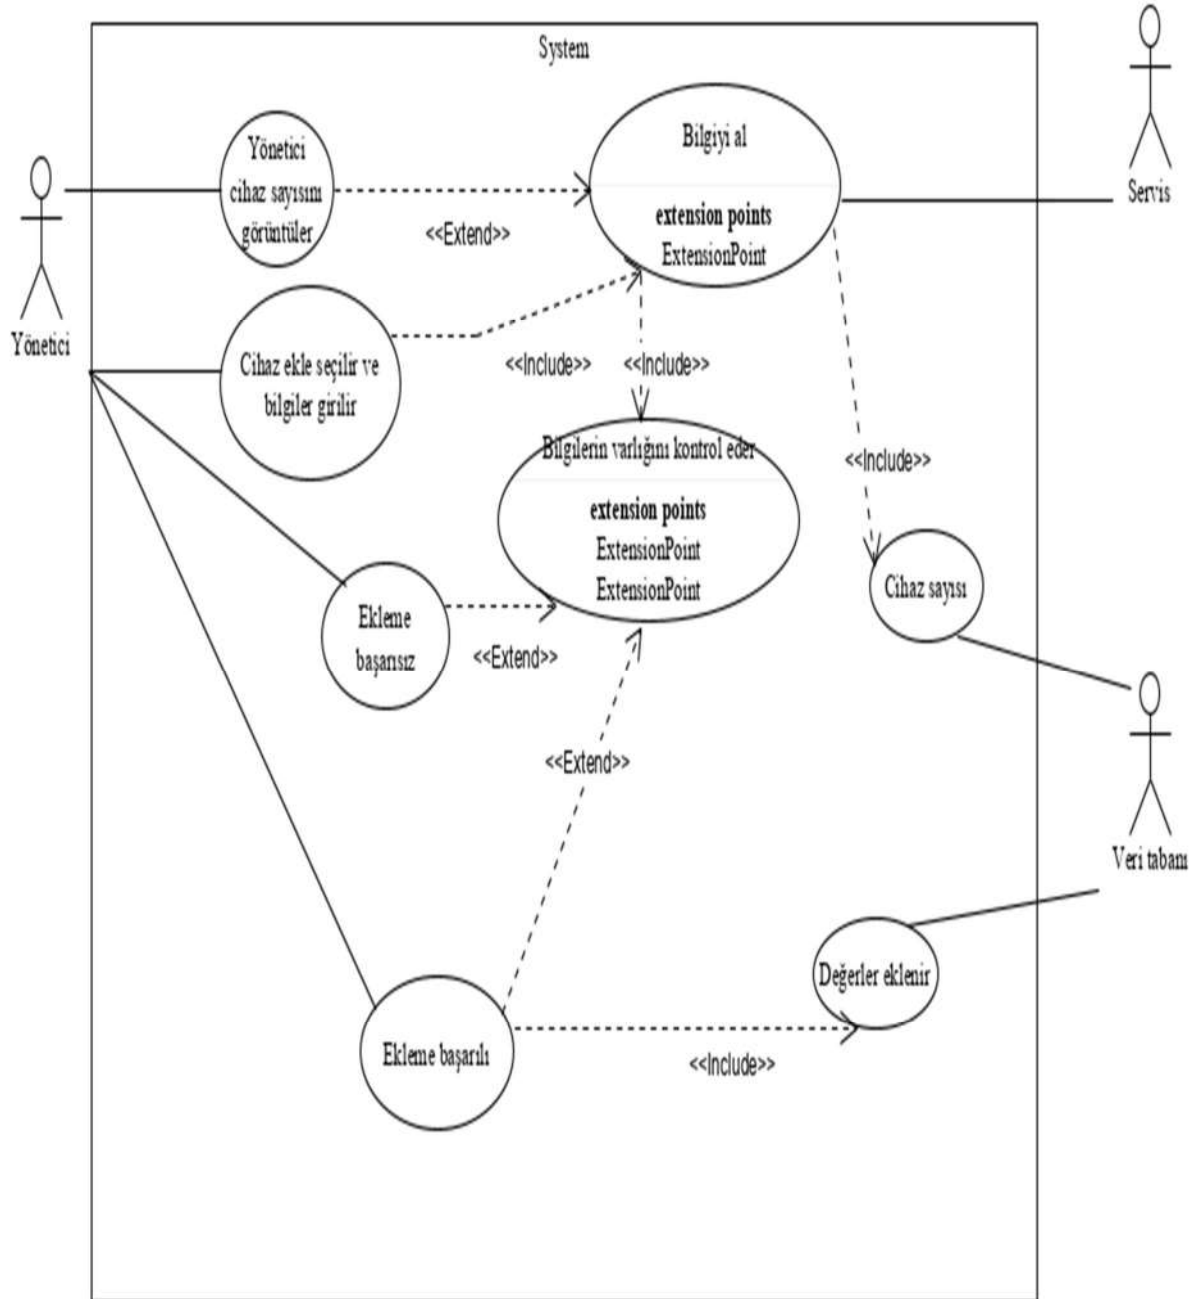 System
Servis
Yönetici
cihaz sayısını
görüntüler
Bilgiyi al
extension points
ExtensionPoint
<<Extend>>
Yönetici
Cihaz ekle seçilir ve
bilgiler girilir
<<Include>>
<<Include>>
Bilgilerin varlığını kontrol eder
extension points
ExtensionPoint
ExtensionPoint
<<Include>>
Cihaz sayısı
Ekleme
başarısız
<<Extend>>
<<Extend>>
Veri tabanı
Değerler eklenir
Ekleme başarılı
<<Include>>